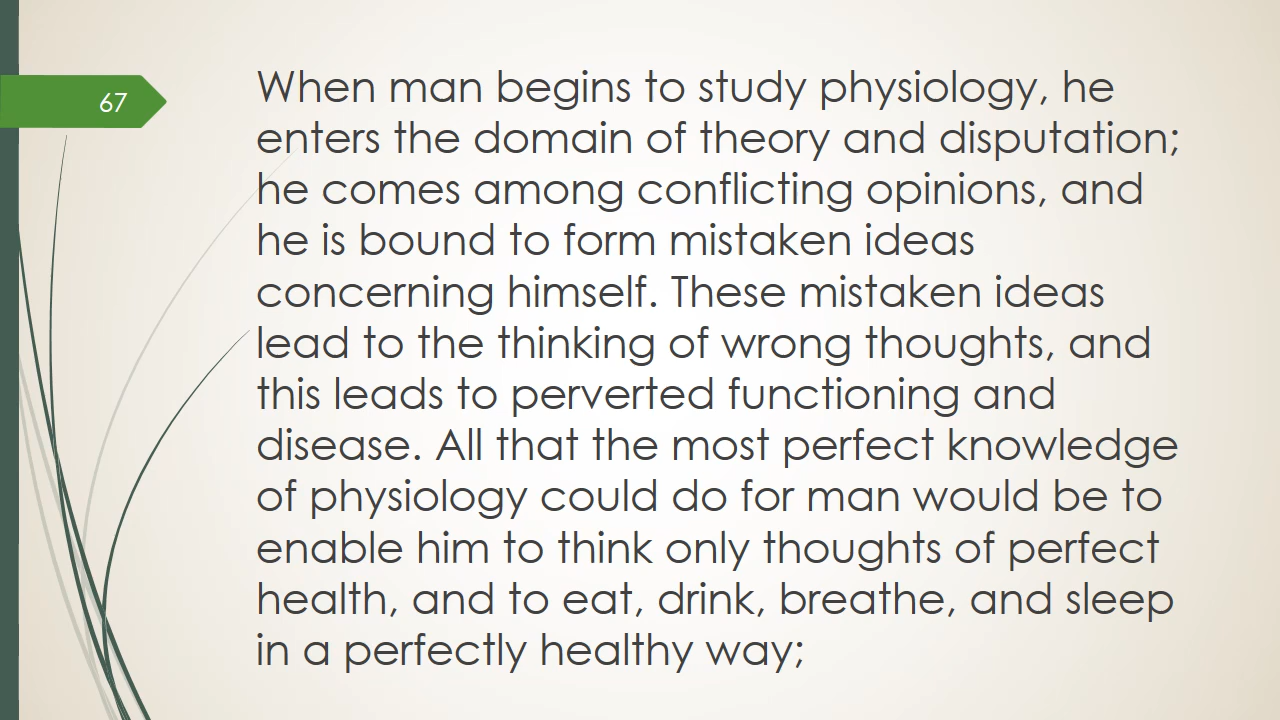 67
When man begins to study physiology, he
enters the domain of theory and disputation;
he comes among conflicting opinions, and
he is bound to form mistaken ideas
concerning himself. These mistaken ideas
lead to the thinking of wrong thoughts, and
this leads to perverted functioning and
disease. All that the most perfect knowledge
of physiology could do for man would be to
enable him to think only thoughts of perfect
health, and to eat, drink, breathe, and sleep
in a perfectly healthy way;